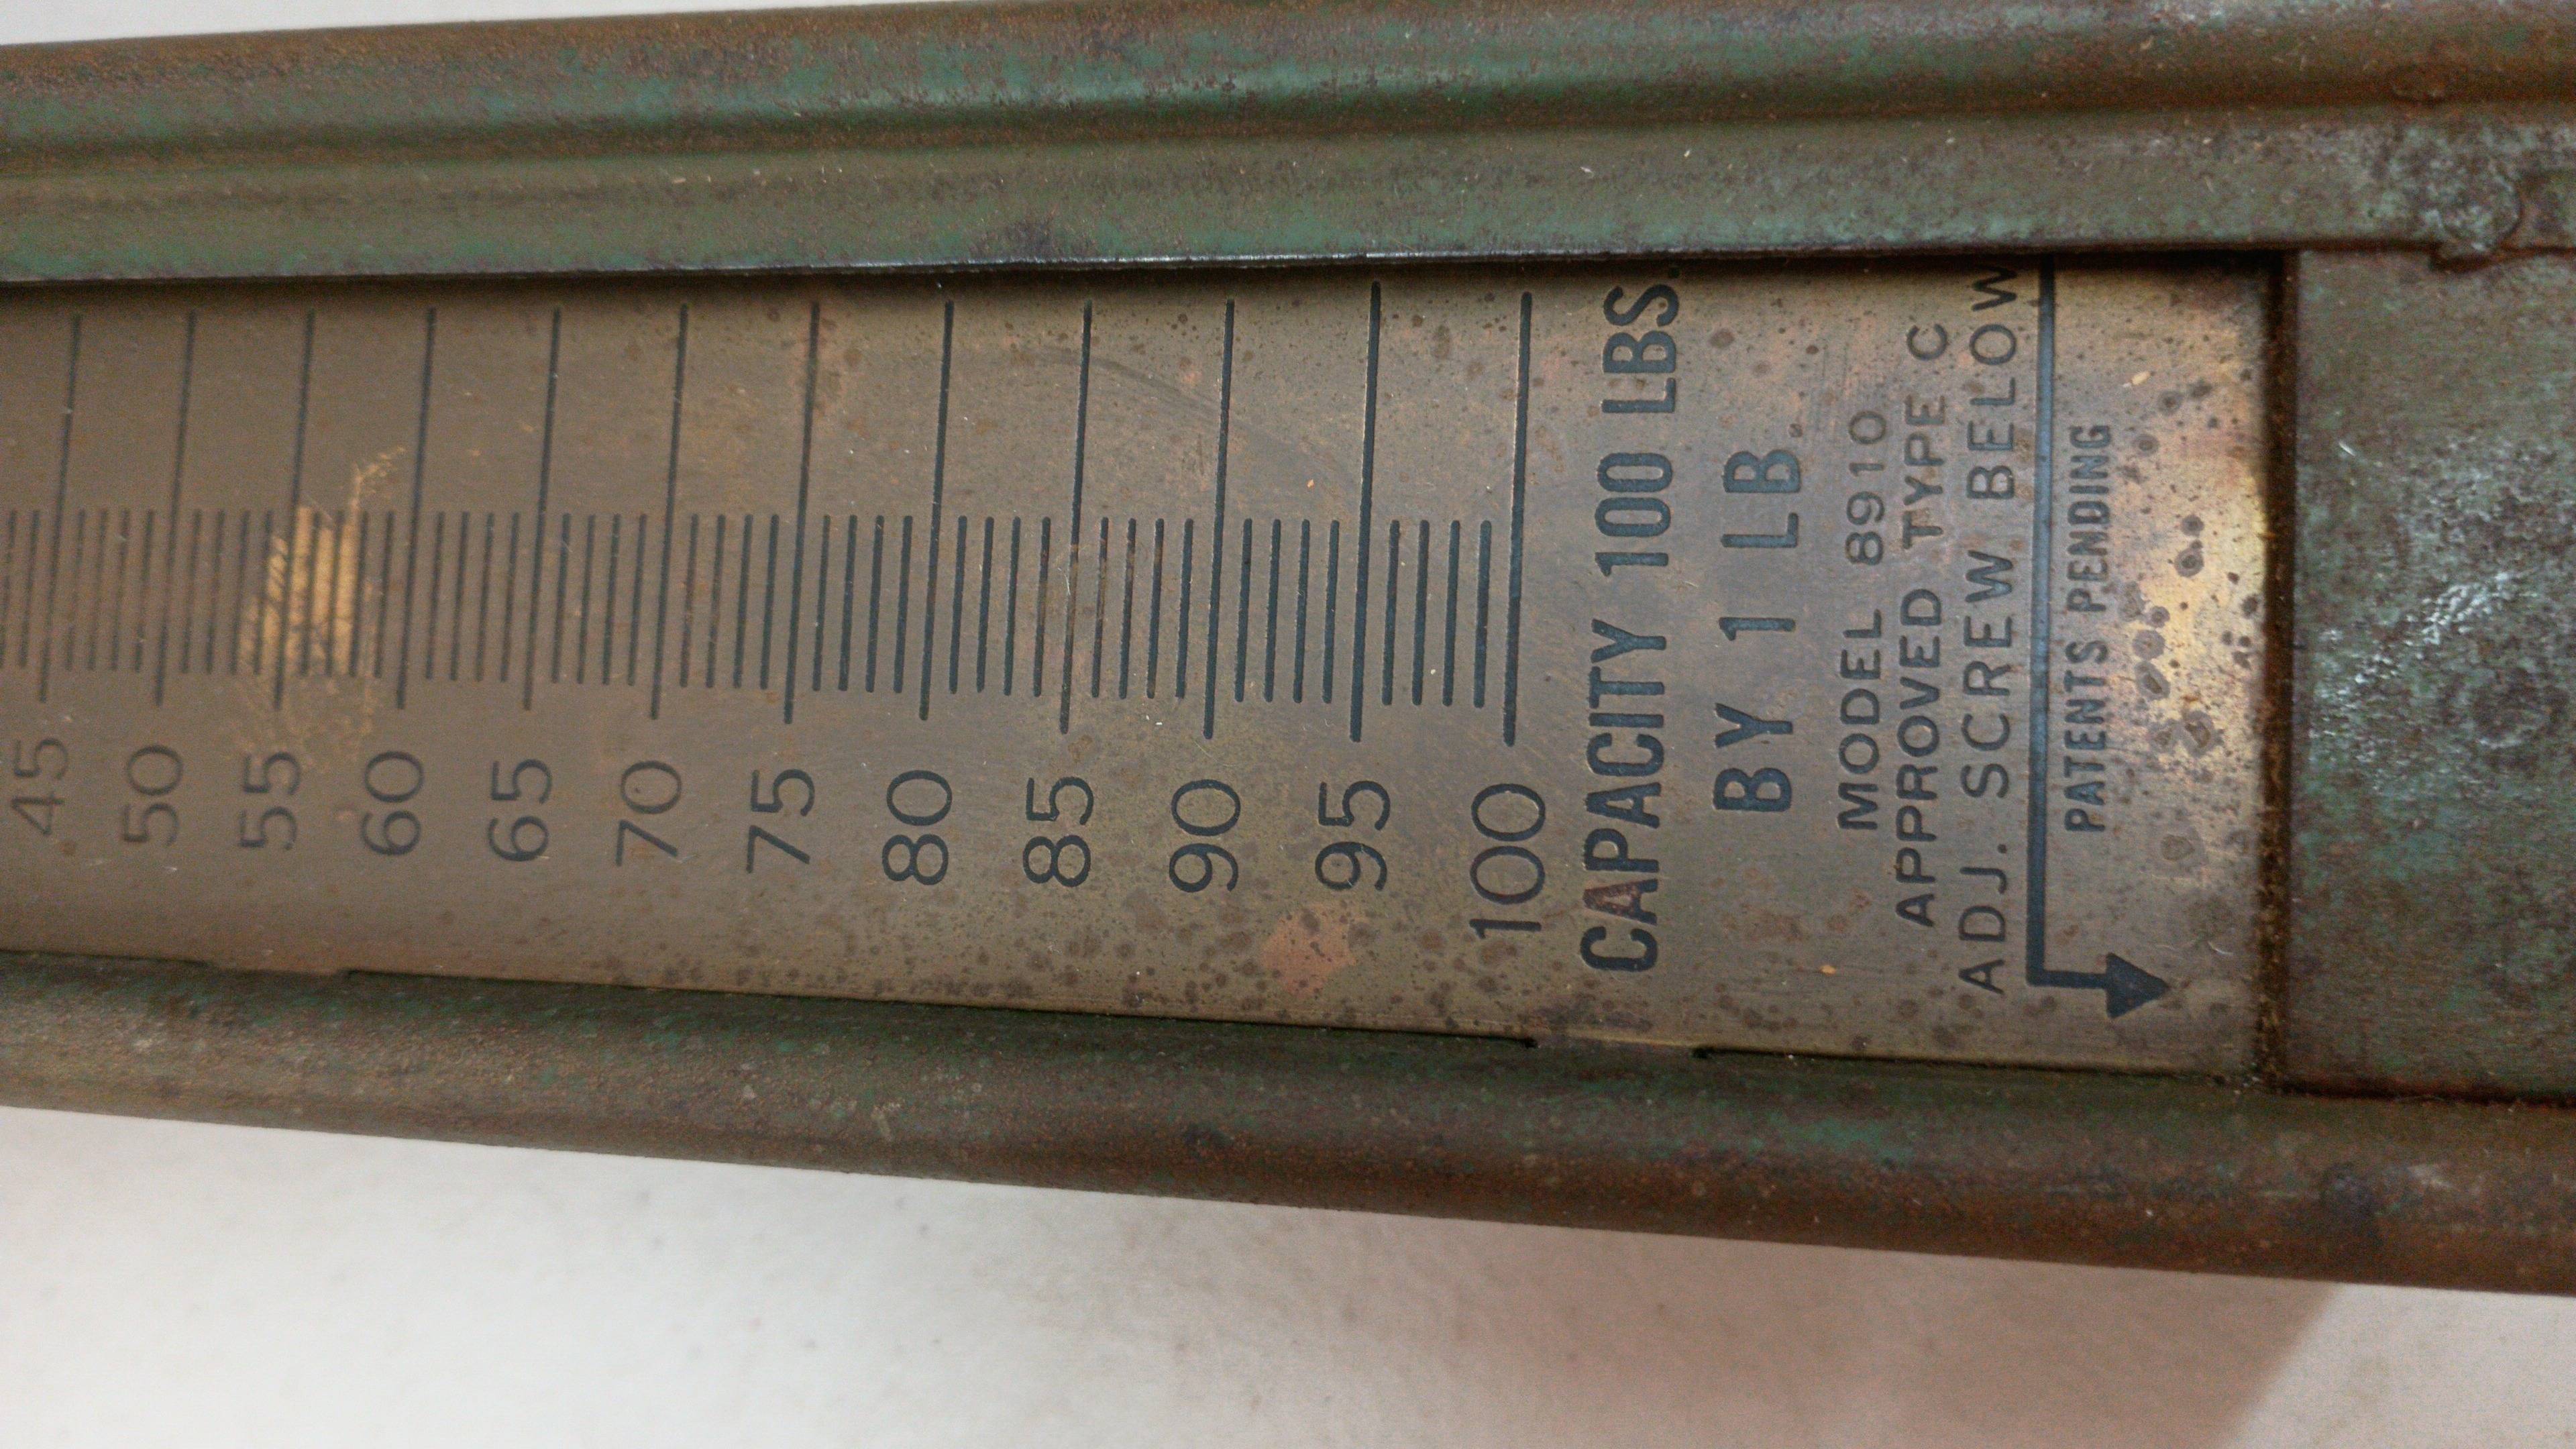 45
50
55
60
65
70
75
80
85
90
95
100
CAPACITY 100 LBS.
BY 1 LB.
MODEL 8910
APPROVED TYPE C
ADJ. SCREW BELOW
PATENTS PENDING